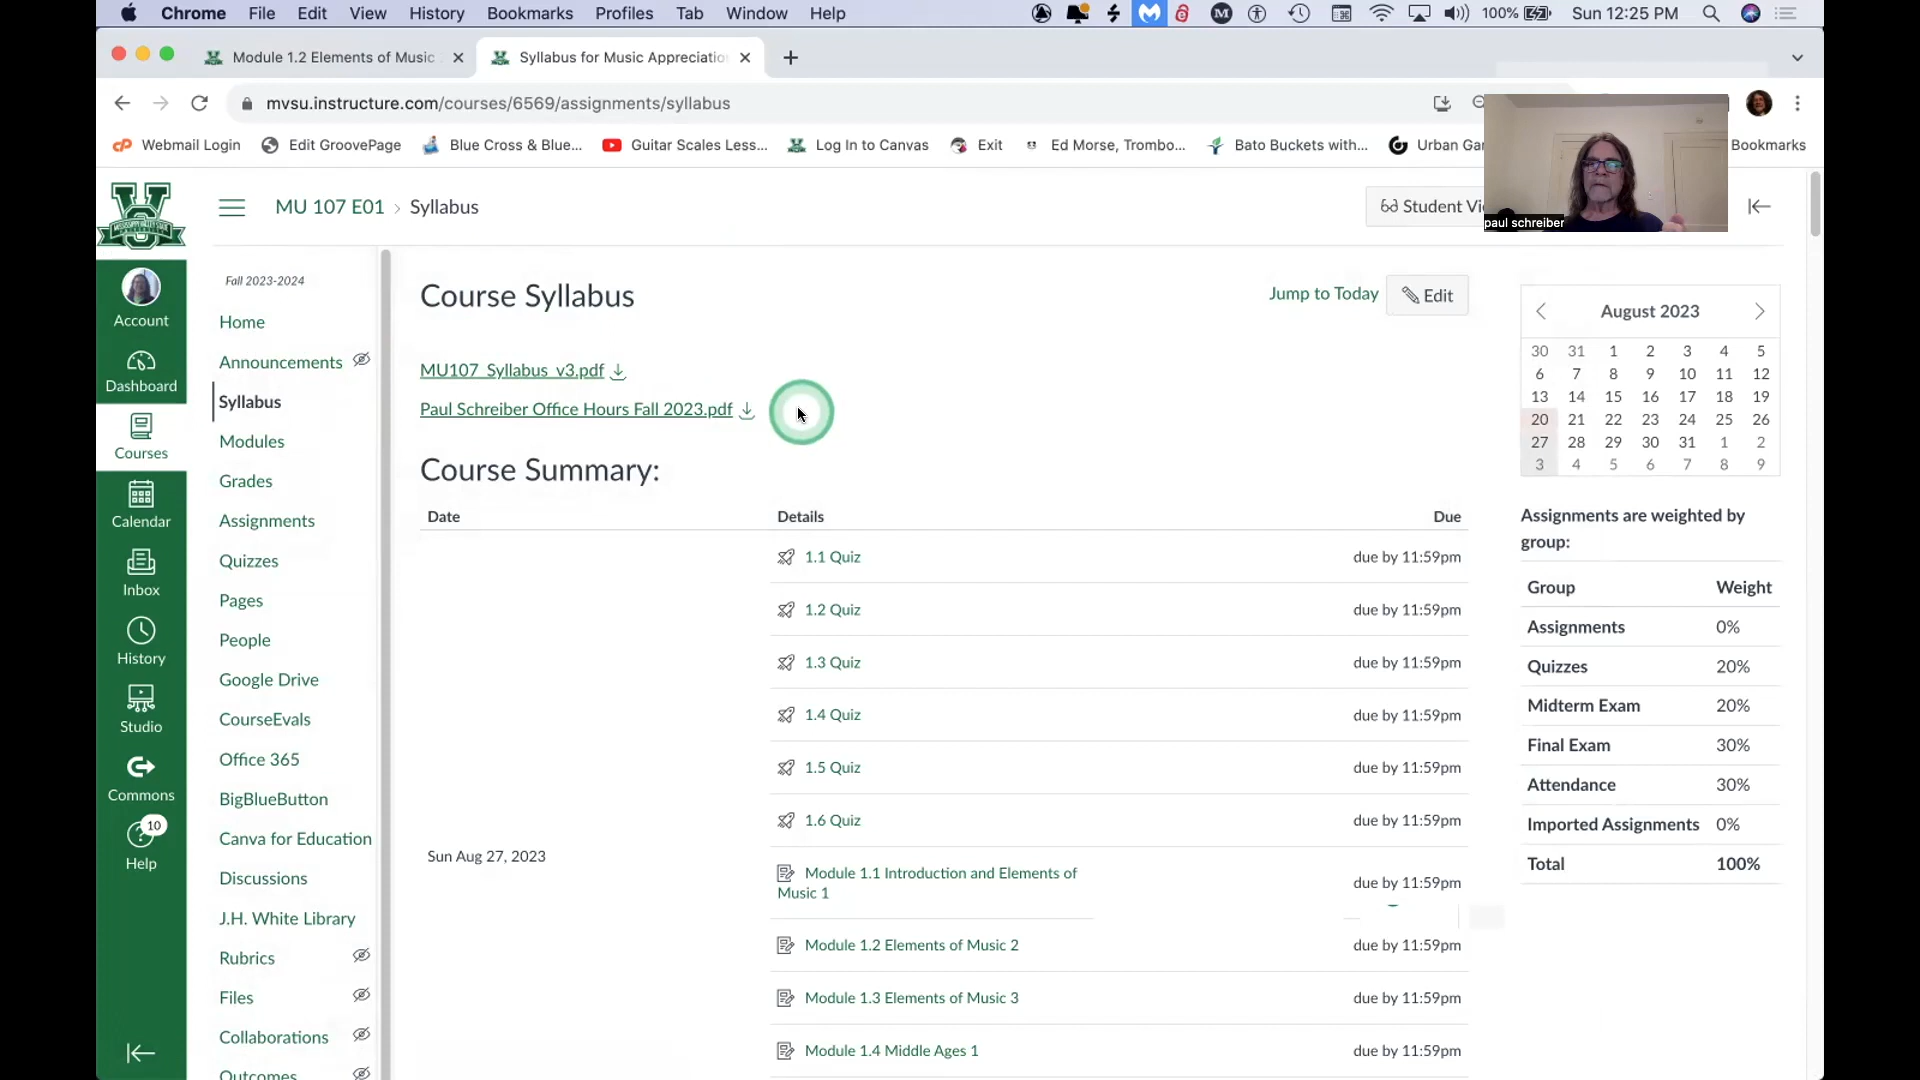 Chrome File Edit View History Bookmarks Profiles Tab Window Help 100% Sun 12:25 PM
Module 1.2 Elements of Music Syllabus for Music Appreciatio
mvsu.instructure.com/courses/6569/assignments/syllabus
Webmail Login Edit GroovePage Blue Cross & Blue... Guitar Scales Less... Log In to Canvas Exit Ed Morse, Trombo... Bato Buckets with... Urban Gar Bookmarks
MU 107 E01 › Syllabus
Student Vi
paul schreiber
Account
Dashboard
Courses
Calendar
Inbox
History
Studio
Commons
10
Help
Fall 2023-2024
Home
Announcements
Syllabus
Modules
Grades
Assignments
Quizzes
Pages
People
Google Drive
CourseEvals
Office 365
BigBlueButton
Canva for Education
Discussions
J.H. White Library
Rubrics
Files
Collaborations
Outcomes
Course Syllabus
Jump to Today Edit
MU107_Syllabus_v3.pdf
Paul Schreiber Office Hours Fall 2023.pdf
Course Summary:
Date Details Due
1.1 Quiz due by 11:59pm
1.2 Quiz due by 11:59pm
1.3 Quiz due by 11:59pm
1.4 Quiz due by 11:59pm
1.5 Quiz due by 11:59pm
1.6 Quiz due by 11:59pm
Sun Aug 27, 2023
Module 1.1 Introduction and Elements of
Music 1
due by 11:59pm
Module 1.2 Elements of Music 2 due by 11:59pm
Module 1.3 Elements of Music 3 due by 11:59pm
Module 1.4 Middle Ages 1 due by 11:59pm
August 2023
30 31 1 2 3 4 5
6 7 8 9 10 11 12
13 14 15 16 17 18 19
20 21 22 23 24 25 26
27 28 29 30 31 1 2
3 4 5 6 7 8 9
Assignments are weighted by
group:
Group Weight
Assignments 0%
Quizzes 20%
Midterm Exam 20%
Final Exam 30%
Attendance 30%
Imported Assignments 0%
Total 100%